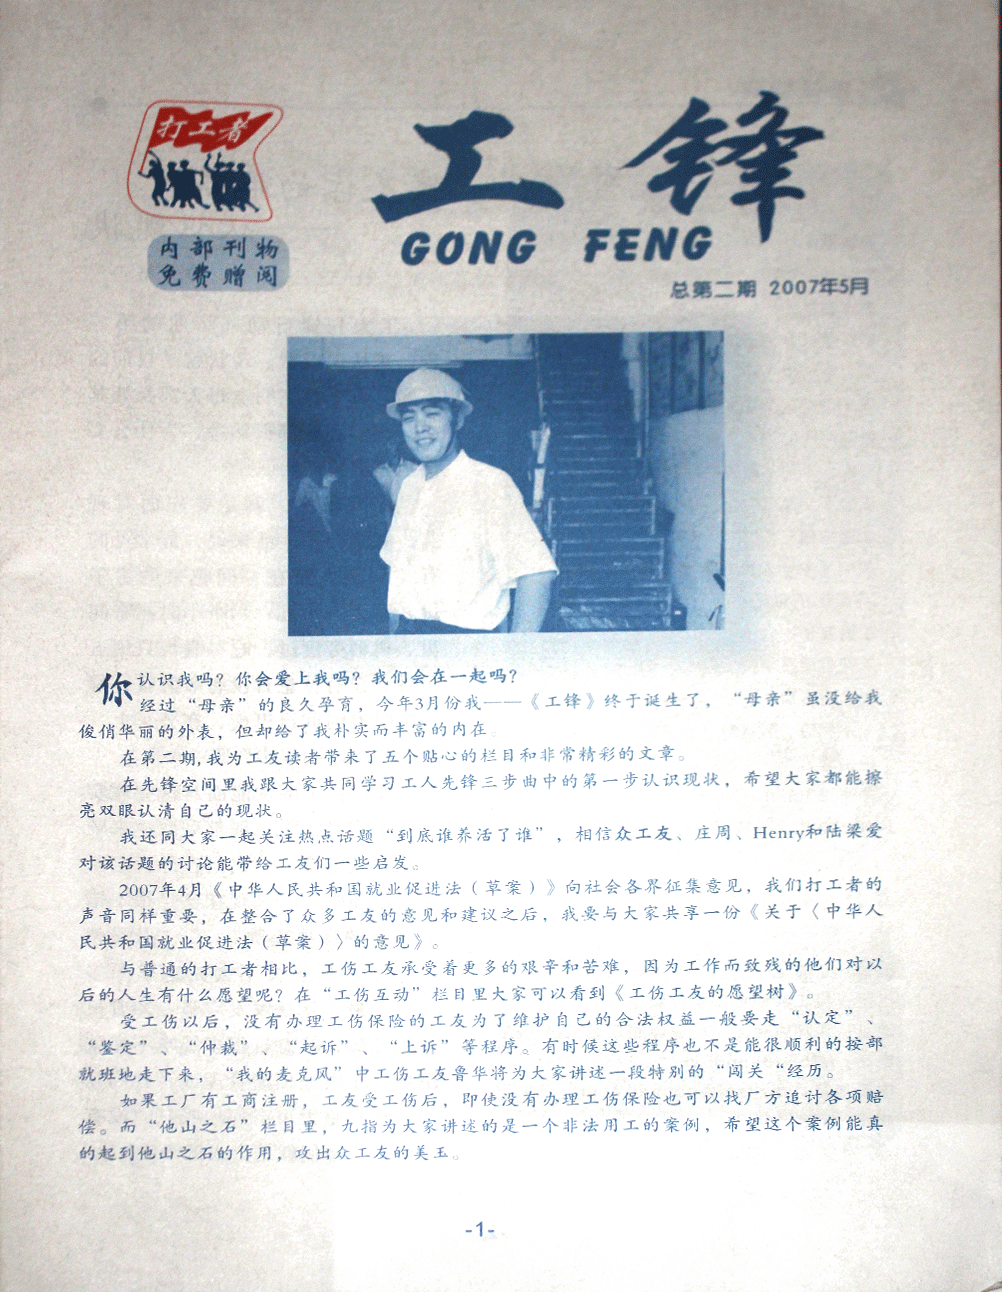 打工者
内部刊物
免费赠阅
工锋
GONG FENG
总第二期 2007年5月
你认识我吗？你会爱上我吗？我们会在一起吗？
经过“母亲”的良久孕育，今年3月份我——《工锋》终于诞生了，“母亲”虽没给我
俊俏华丽的外表，但却给了我朴实而丰富的内在。
在第二期,我为工友读者带来了五个贴心的栏目和非常精彩的文章。
在先锋空间里我跟大家共同学习工人先锋三步曲中的第一步认识现状，希望大家都能擦
亮双眼认清自己的现状。
我还同大家一起关注热点话题“到底谁养活了谁”，相信众工友、庄周、Henry和陆梁爱
对该话题的讨论能带给工友们一些启发。
2007年4月《中华人民共和国就业促进法（草案）》向社会各界征集意见，我们打工者的
声音同样重要，在整合了众多工友的意见和建议之后，我要与大家共享一份《关于〈中华人
民共和国就业促进法（草案）〉的意见》。
与普通的打工者相比，工伤工友承受着更多的艰辛和苦难，因为工作而致残的他们对以
后的人生有什么愿望呢？在“工伤互动”栏目里大家可以看到《工伤工友的愿望树》。
受工伤以后，没有办理工伤保险的工友为了维护自己的合法权益一般要走“认定”、
“鉴定”、“仲裁”、“起诉”、“上诉”等程序。有时候这些程序也不是能很顺利的按部
就班地走下来，“我的麦克风”中工伤工友鲁华将为大家讲述一段特别的“闯关“经历。
如果工厂有工商注册，工友受工伤后，即使没有办理工伤保险也可以找厂方追讨各项赔
偿。而“他山之石”栏目里，九指为大家讲述的是一个非法用工的案例，希望这个案例能真
的起到他山之石的作用，攻出众工友的美玉。
-1-